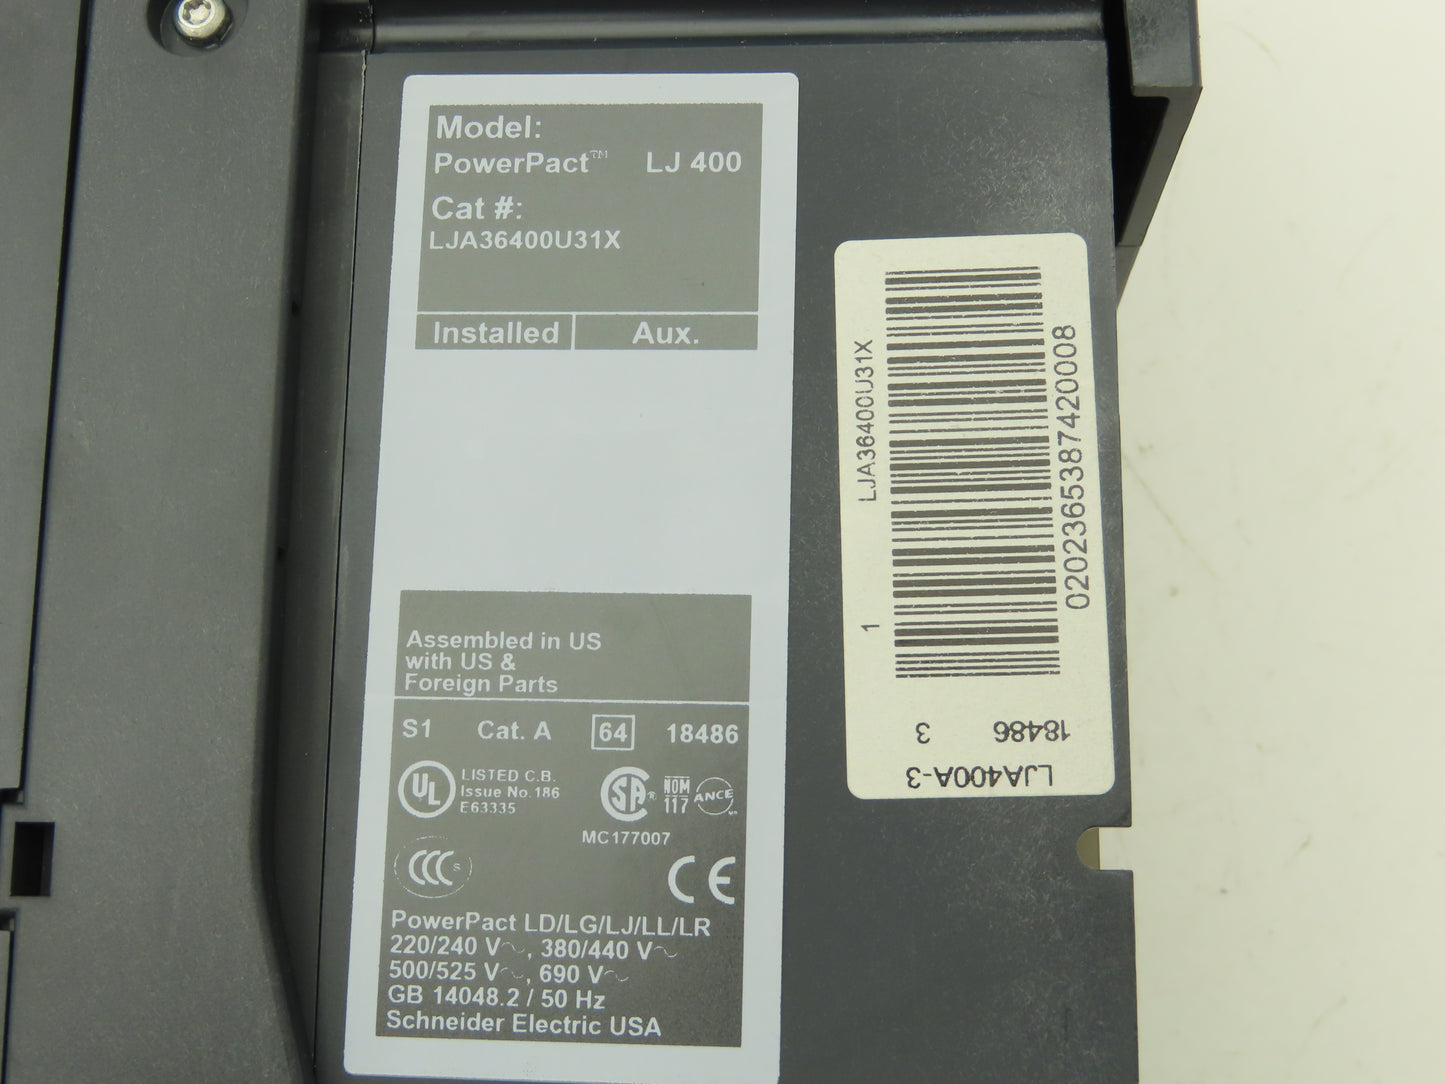 Model:
PowerPact™ LJ 400
Cat #:
LJA36400U31X
Installed Aux.
Assembled in US
with US &
Foreign Parts
S1 Cat. A 64 18486
UL LISTED C.B.
Issue No.186
E63335
SA ® NOM
117
ANCE
MC177007
CCC S
CE
PowerPact LD/LG/LJ/LL/LR
220/240 V~, 380/440 V~
500/525 V~, 690 V~
GB 14048.2 / 50 Hz
Schneider Electric USA
1 LJA36400U31X
02023653874200008
18486 3
LJA400A-3